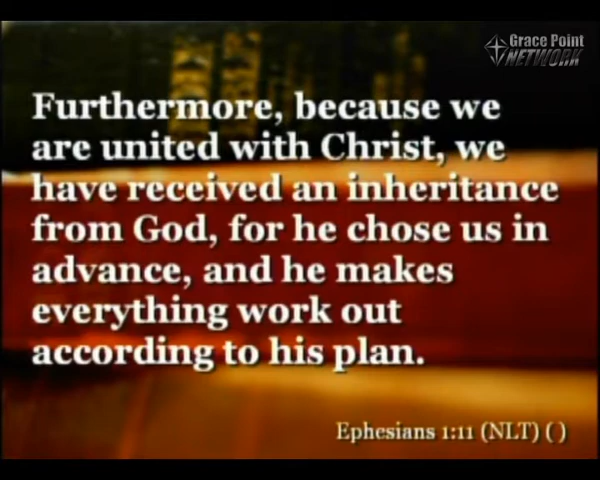 Grace Point
NETWORK
Furthermore, because we
are united with Christ, we
have received an inheritance
from God, for he chose us in
advance, and he makes
everything work out
according to his plan.
Ephesians 1:11 (NLT) ( )